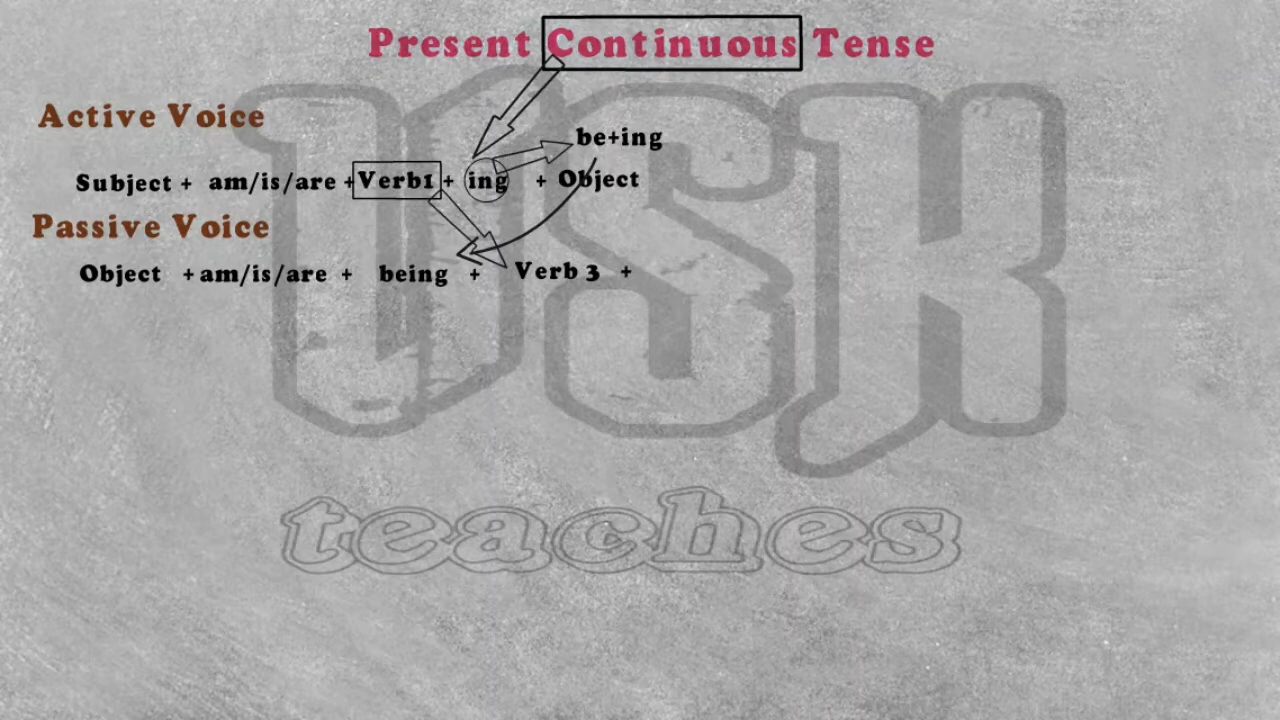 Present Continuous Tense
Active Voice
be+ing
Subject + am/is/are +Verb1 + ing + Object
Passive Voice
Object + am/is/are + being + Verb 3 +
VSK
teaches